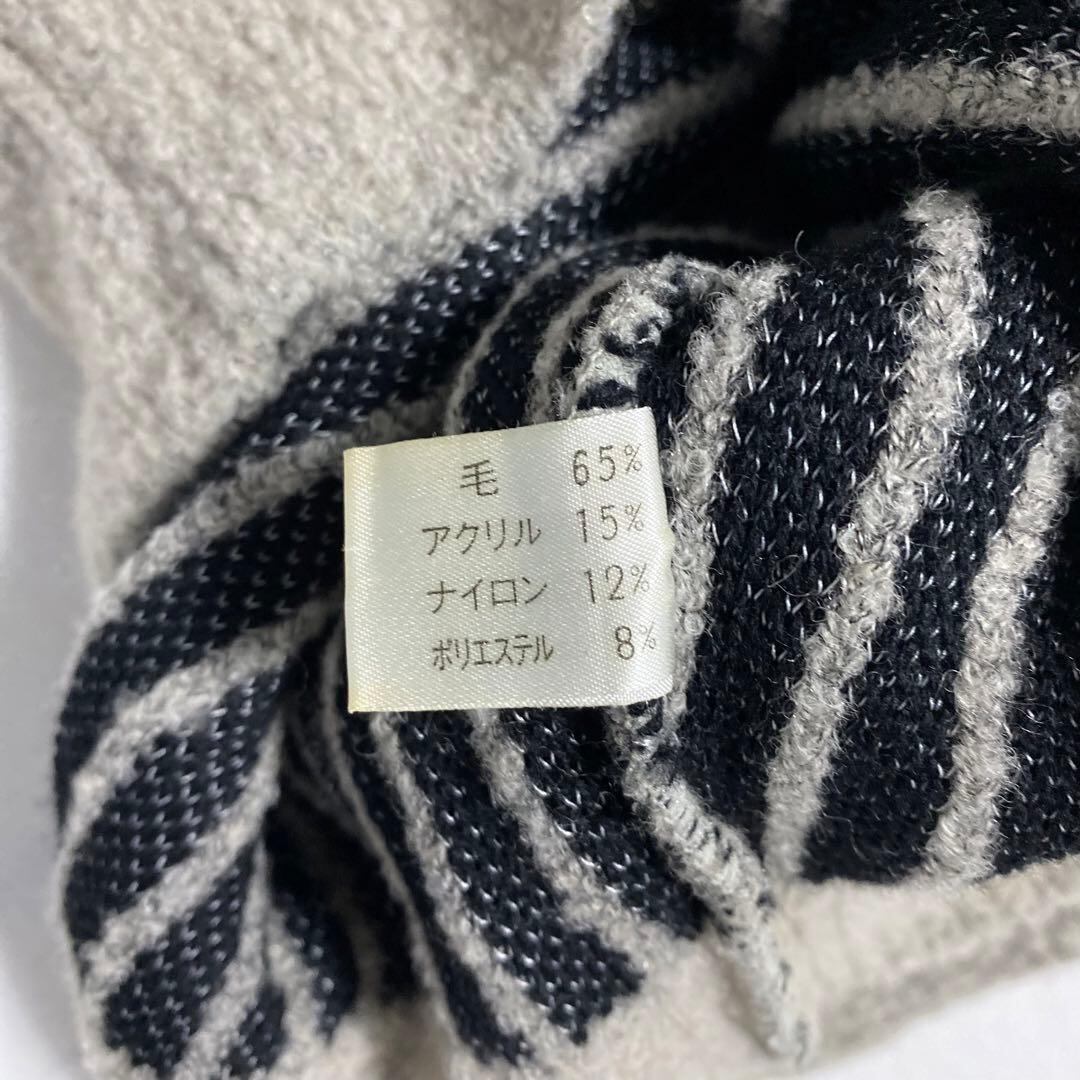 毛 65%
アクリル 15%
ナイロン 12%
ポリエステル 8%